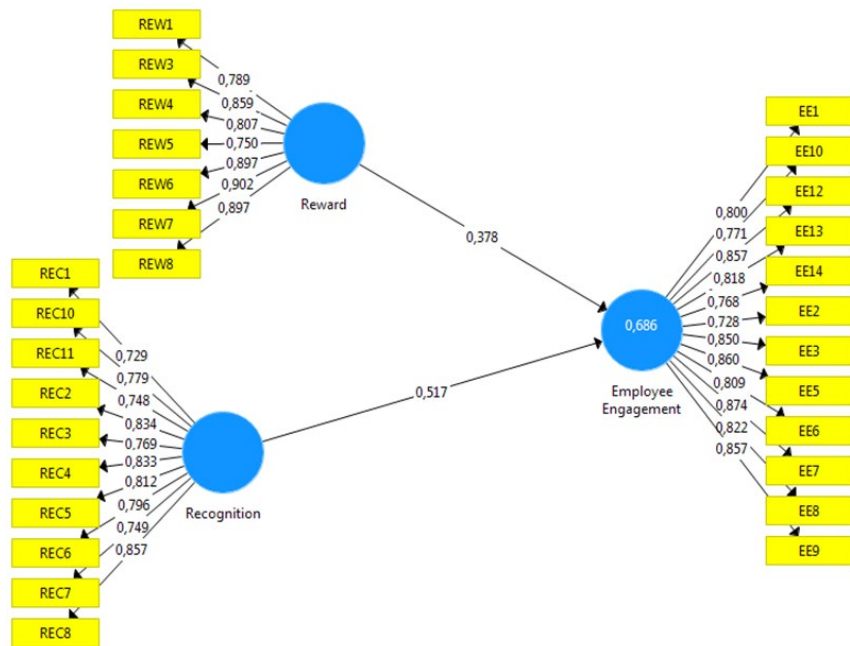 REW1
REW3
REW4
REW5
REW6
REW7
REW8
0,789
0,859
0,807
0,750
0,897
0,902
0,897
Reward
0,378
REC1
REC10
REC11
REC2
REC3
REC4
REC5
REC6
REC7
REC8
0,729
0,779
0,748
0,834
0,769
0,833
0,812
0,796
0,749
0,857
Recognition
0,517
0,686
Employee
Engagement
0,800
0,771
0,857
0,818
0,768
0,728
0,850
0,860
0,809
0,874
0,822
0,857
EE1
EE10
EE12
EE13
EE14
EE2
EE3
EE5
EE6
EE7
EE8
EE9